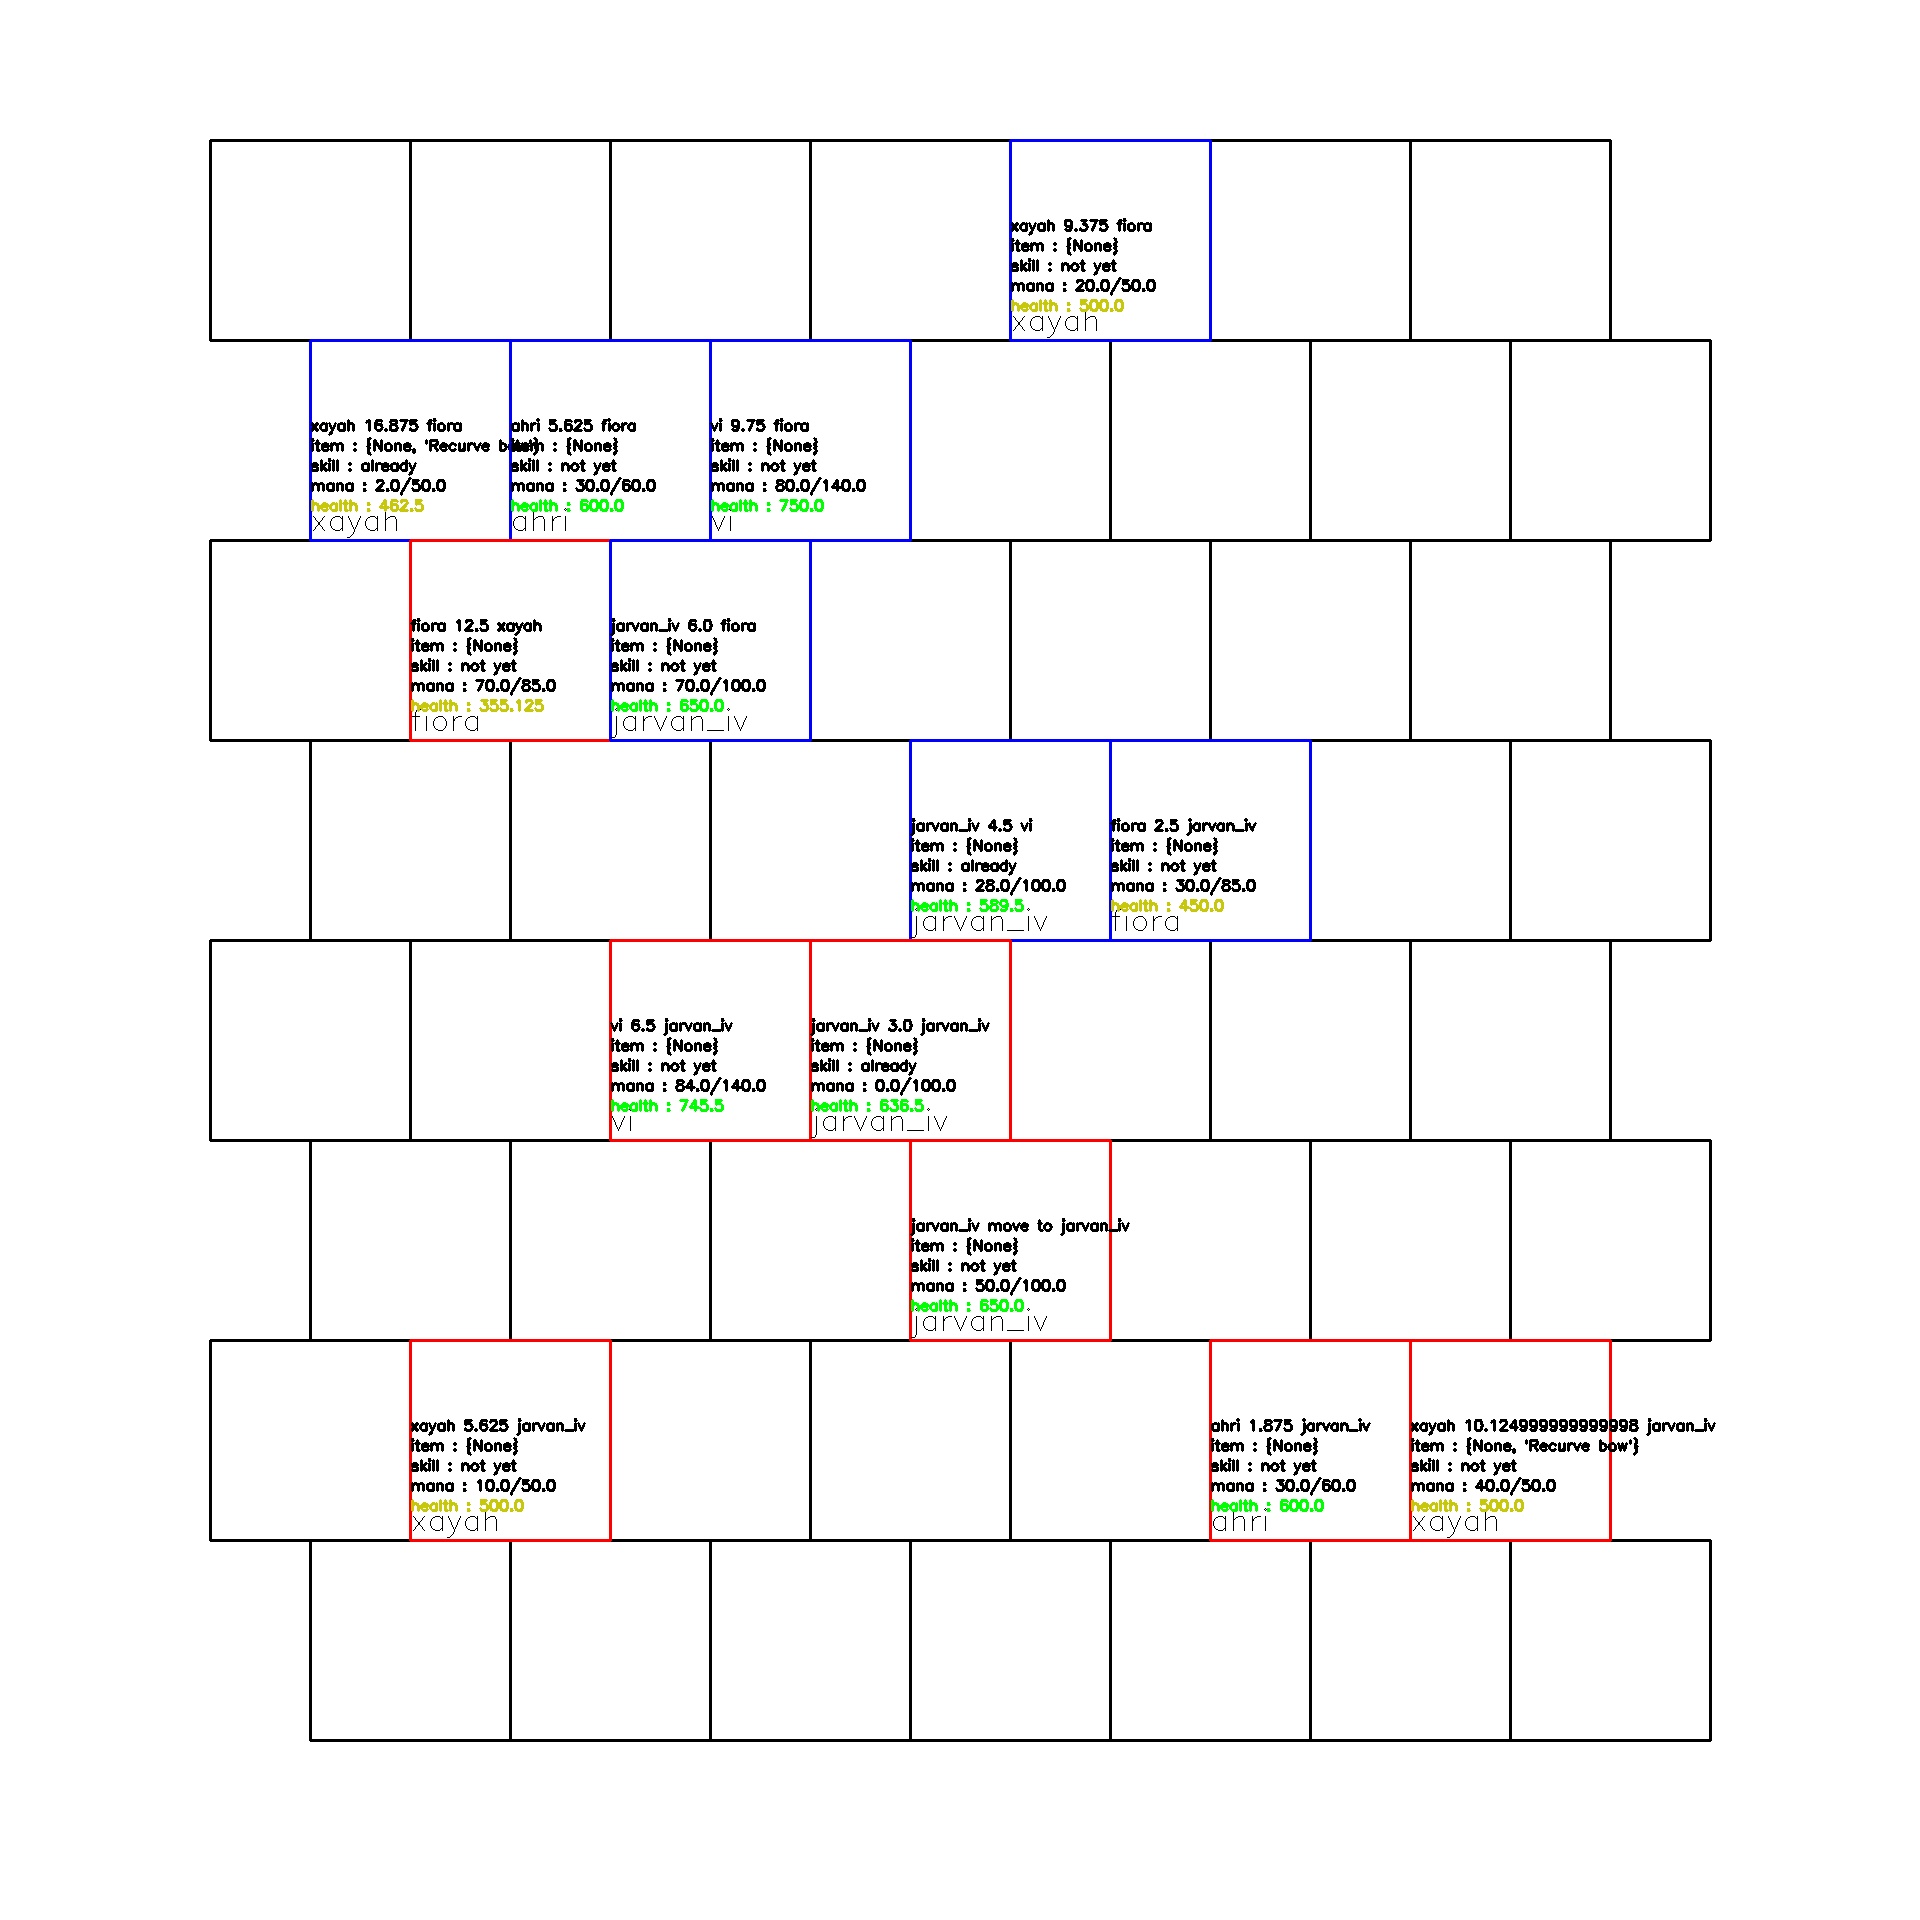 xayah 9.375 fiora
item : {None}
skill : not yet
mana : 20.0/50.0
health : 500.0
xayah
xayah 16.875 fiora
item : {None, 'Recurve bow'}
skill : already
mana : 2.0/50.0
health : 462.5
xayah
ahri 5.625 fiora
item : {None}
skill : not yet
mana : 30.0/60.0
health : 600.0
ahri
vi 9.75 fiora
item : {None}
skill : not yet
mana : 80.0/140.0
health : 750.0
vi
fiora 12.5 xayah
item : {None}
skill : not yet
mana : 70.0/85.0
health : 355.125
fiora
jarvan_iv 6.0 fiora
item : {None}
skill : not yet
mana : 70.0/100.0
health : 650.0
jarvan_iv
jarvan_iv 4.5 vi
item : {None}
skill : already
mana : 28.0/100.0
health : 589.5
jarvan_iv
fiora 2.5 jarvan_iv
item : {None}
skill : not yet
mana : 30.0/85.0
health : 450.0
fiora
vi 6.5 jarvan_iv
item : {None}
skill : not yet
mana : 84.0/140.0
health : 745.5
vi
jarvan_iv 3.0 jarvan_iv
item : {None}
skill : already
mana : 0.0/100.0
health : 636.5
jarvan_iv
jarvan_iv move to jarvan_iv
item : {None}
skill : not yet
mana : 50.0/100.0
health : 650.0
jarvan_iv
xayah 5.625 jarvan_iv
item : {None}
skill : not yet
mana : 10.0/50.0
health : 500.0
xayah
ahri 1.875 jarvan_iv
item : {None}
skill : not yet
mana : 30.0/60.0
health : 600.0
ahri
xayah 10.124999999999998 jarvan_iv
item : {None, 'Recurve bow'}
skill : not yet
mana : 40.0/50.0
health : 500.0
xayah